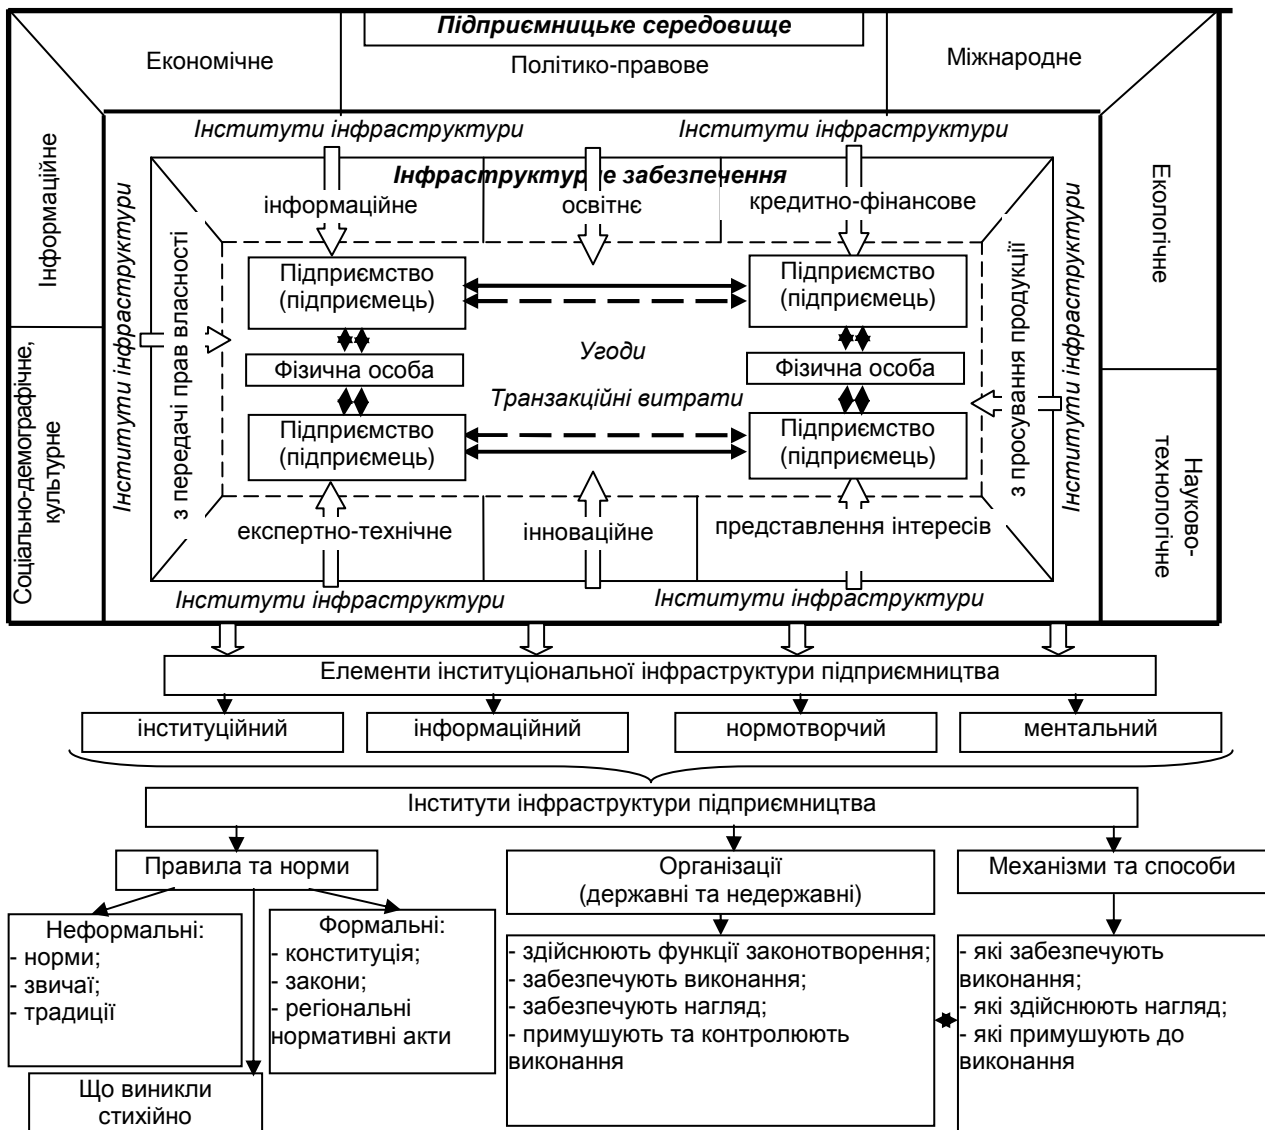 Підприємницьке середовище
Економічне
Політико-правове
Міжнародне
Інформаційне
Соціально-демографічне,
культурне
Екологічне
Науково-
технологічне
Інститути інфраструктури
Інститути інфраструктури
Інститути інфраструктури
Інститути інфраструктури
Інфраструктурне забезпечення
інформаційне
освітнє
кредитно-фінансове
з передачі прав власності
з просування продукції
Підприємство
(підприємець)
Підприємство
(підприємець)
Угоди
Фізична особа
Фізична особа
Транзакційні витрати
Підприємство
(підприємець)
Підприємство
(підприємець)
експертно-технічне
інноваційне
представлення інтересів
Інститути інфраструктури
Інститути інфраструктури
Елементи інституціональної інфраструктури підприємництва
інституційний
інформаційний
нормотворчий
ментальний
Інститути інфраструктури підприємництва
Правила та норми
Організації
(державні та недержавні)
Механізми та способи
Неформальні:
- норми;
- звичаї;
- традиції
Формальні:
- конституція;
- закони;
- регіональні
нормативні акти
Що виникли
стихійно
- здійснюють функції законотворення;
- забезпечують виконання;
- забезпечують нагляд;
- примушують та контролюють
виконання
- які забезпечують
виконання;
- які здійснюють нагляд;
- які примушують до
виконання